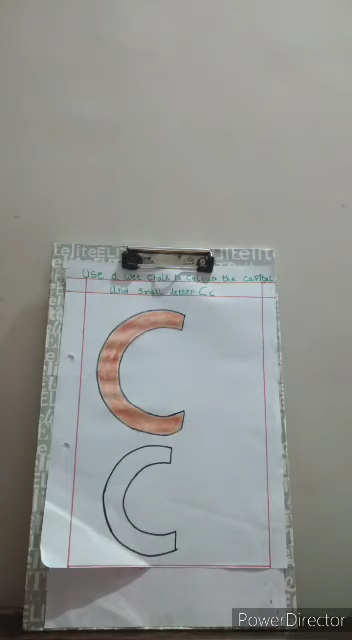 Use a wet chalk to colour the capital
and small letter Cc
C
C
PowerDirector